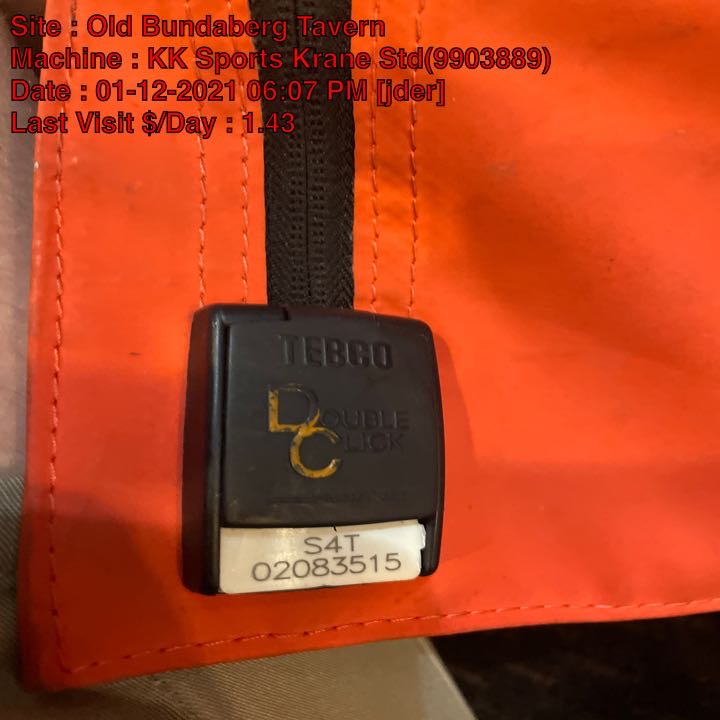 Site : Old Bundaberg Tavern
Machine : KK Sports Krane Std(9903889)
Date : 01-12-2021 06:07 PM [jder]
Last Visit $/Day : 1.43
TEBCO
DOUBLE
CLICK
S4T
02083515